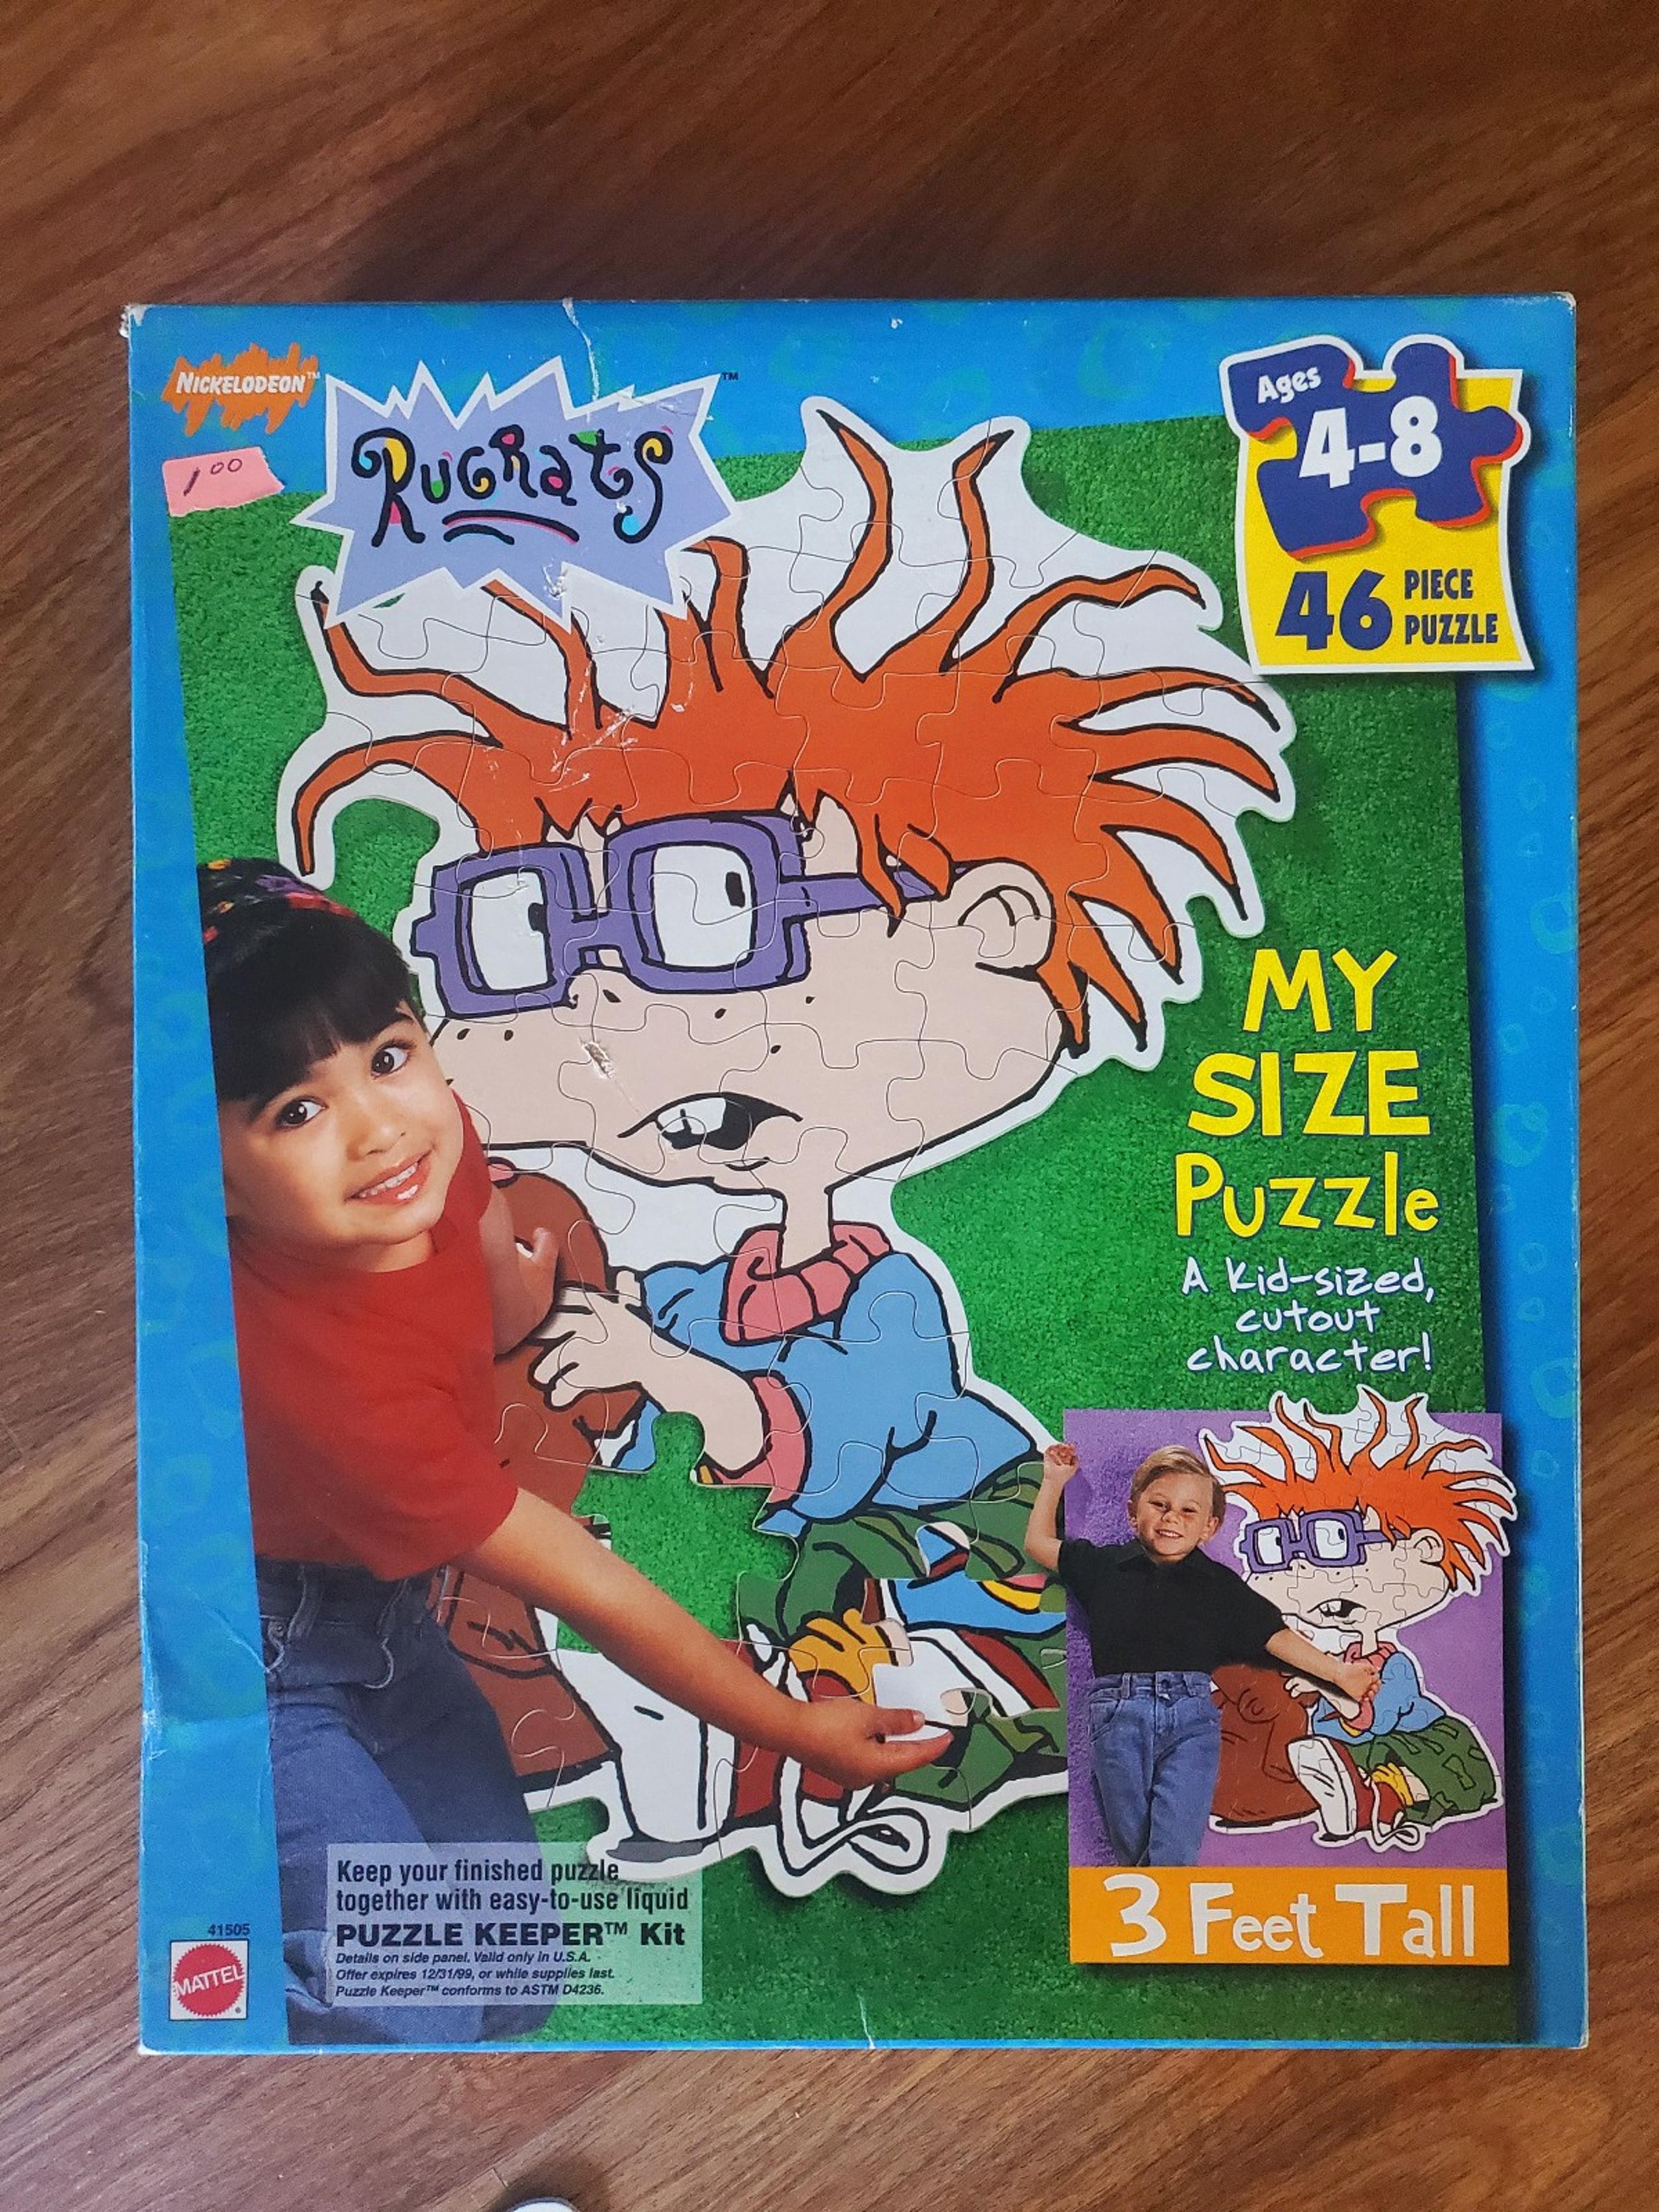 NICKELODEON™
RUGRATS™
1.00
Ages
4-8
46 PIECE PUZZLE
MY
SIZE
PUZZLE
A kid-sized,
cutout
character!
3 Feet Tall
Keep your finished puzzle
together with easy-to-use liquid
PUZZLE KEEPER™ Kit
Details on side panel. Valid only in U.S.A.
Offer expires 12/31/99, or while supplies last.
Puzzle Keeper™ conforms to ASTM D4236.
41505
MATTEL®